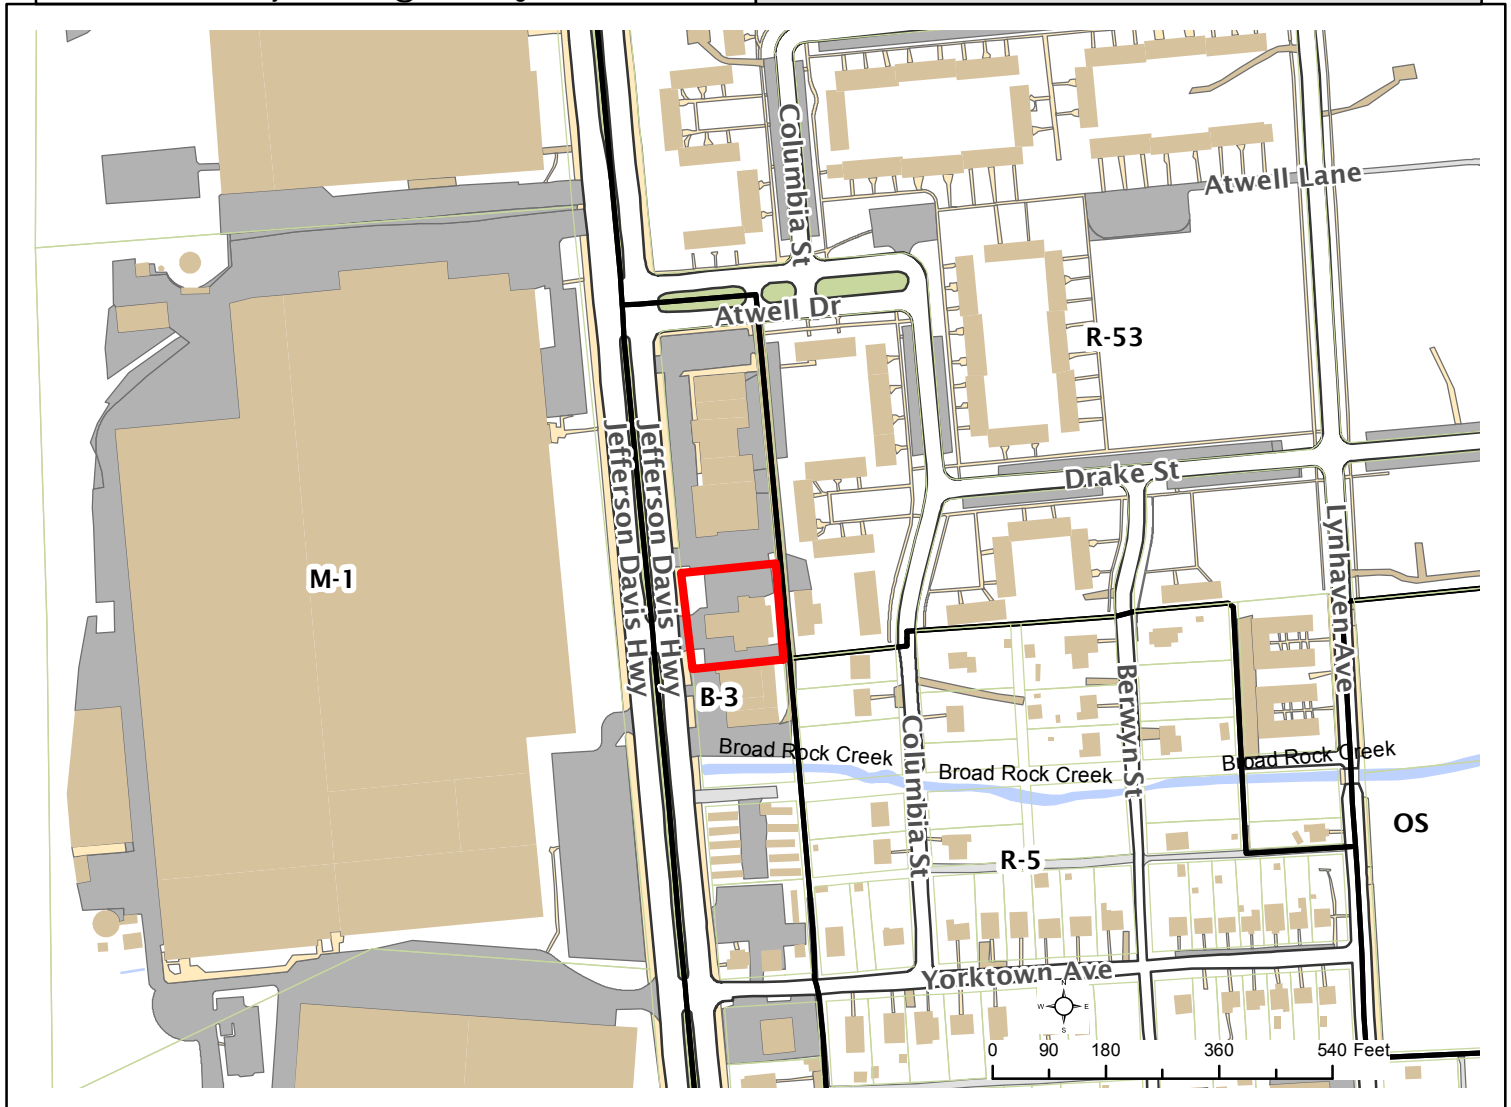 Columbia St
Atwell Lane
Atwell Dr
R-53
Jefferson Davis Hwy
Jefferson Davis Hwy
Drake St
Lynhaven Ave
M-1
B-3
Berwyn St
Columbia St
Broad Rock Creek
Broad Rock Creek
Broad Rock Creek
OS
R-5
Yorktown Ave
N
W E
S
0 90 180 360 540 Feet